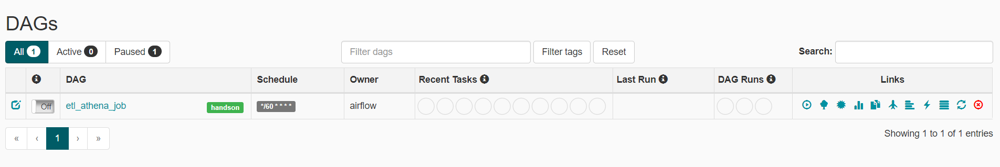 DAGs
All 1 Active 0 Paused 1 Filter dags Filter tags Reset Search:
DAG Schedule Owner Recent Tasks Last Run DAG Runs Links
Off etl_athena_job handson */60 * * * * airflow
« ‹ 1 › » Showing 1 to 1 of 1 entries